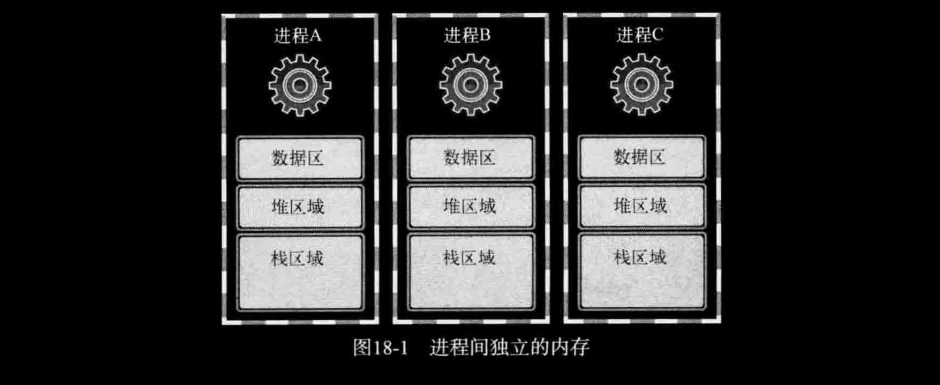 进程A 进程B 进程C
数据区 数据区 数据区
堆区域 堆区域 堆区域
栈区域 栈区域 栈区域
图18-1 进程间独立的内存